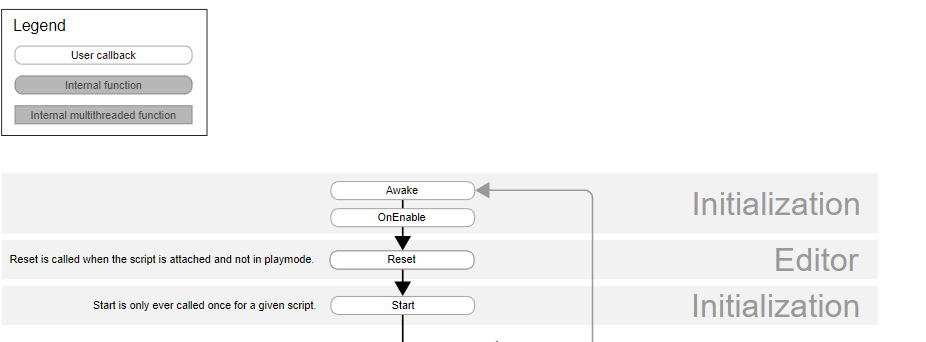 Legend
User callback
Internal function
Internal multithreaded function
Awake
Initialization
OnEnable
Reset is called when the script is attached and not in playmode.
Reset
Editor
Start is only ever called once for a given script.
Start
Initialization